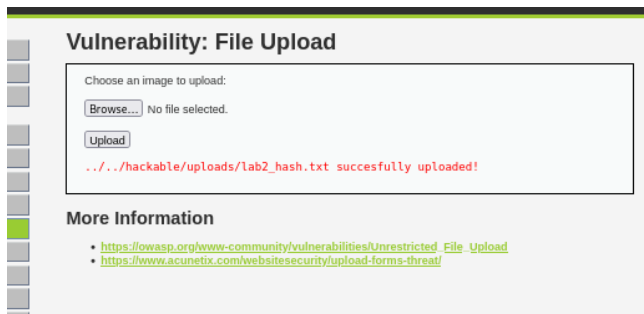 Vulnerability: File Upload
Choose an image to upload:
Browse... No file selected.
Upload
../../hackable/uploads/lab2_hash.txt succesfully uploaded!
More Information
https://owasp.org/www-community/vulnerabilities/Unrestricted_File_Upload
https://www.acunetix.com/websitesecurity/upload-forms-threat/